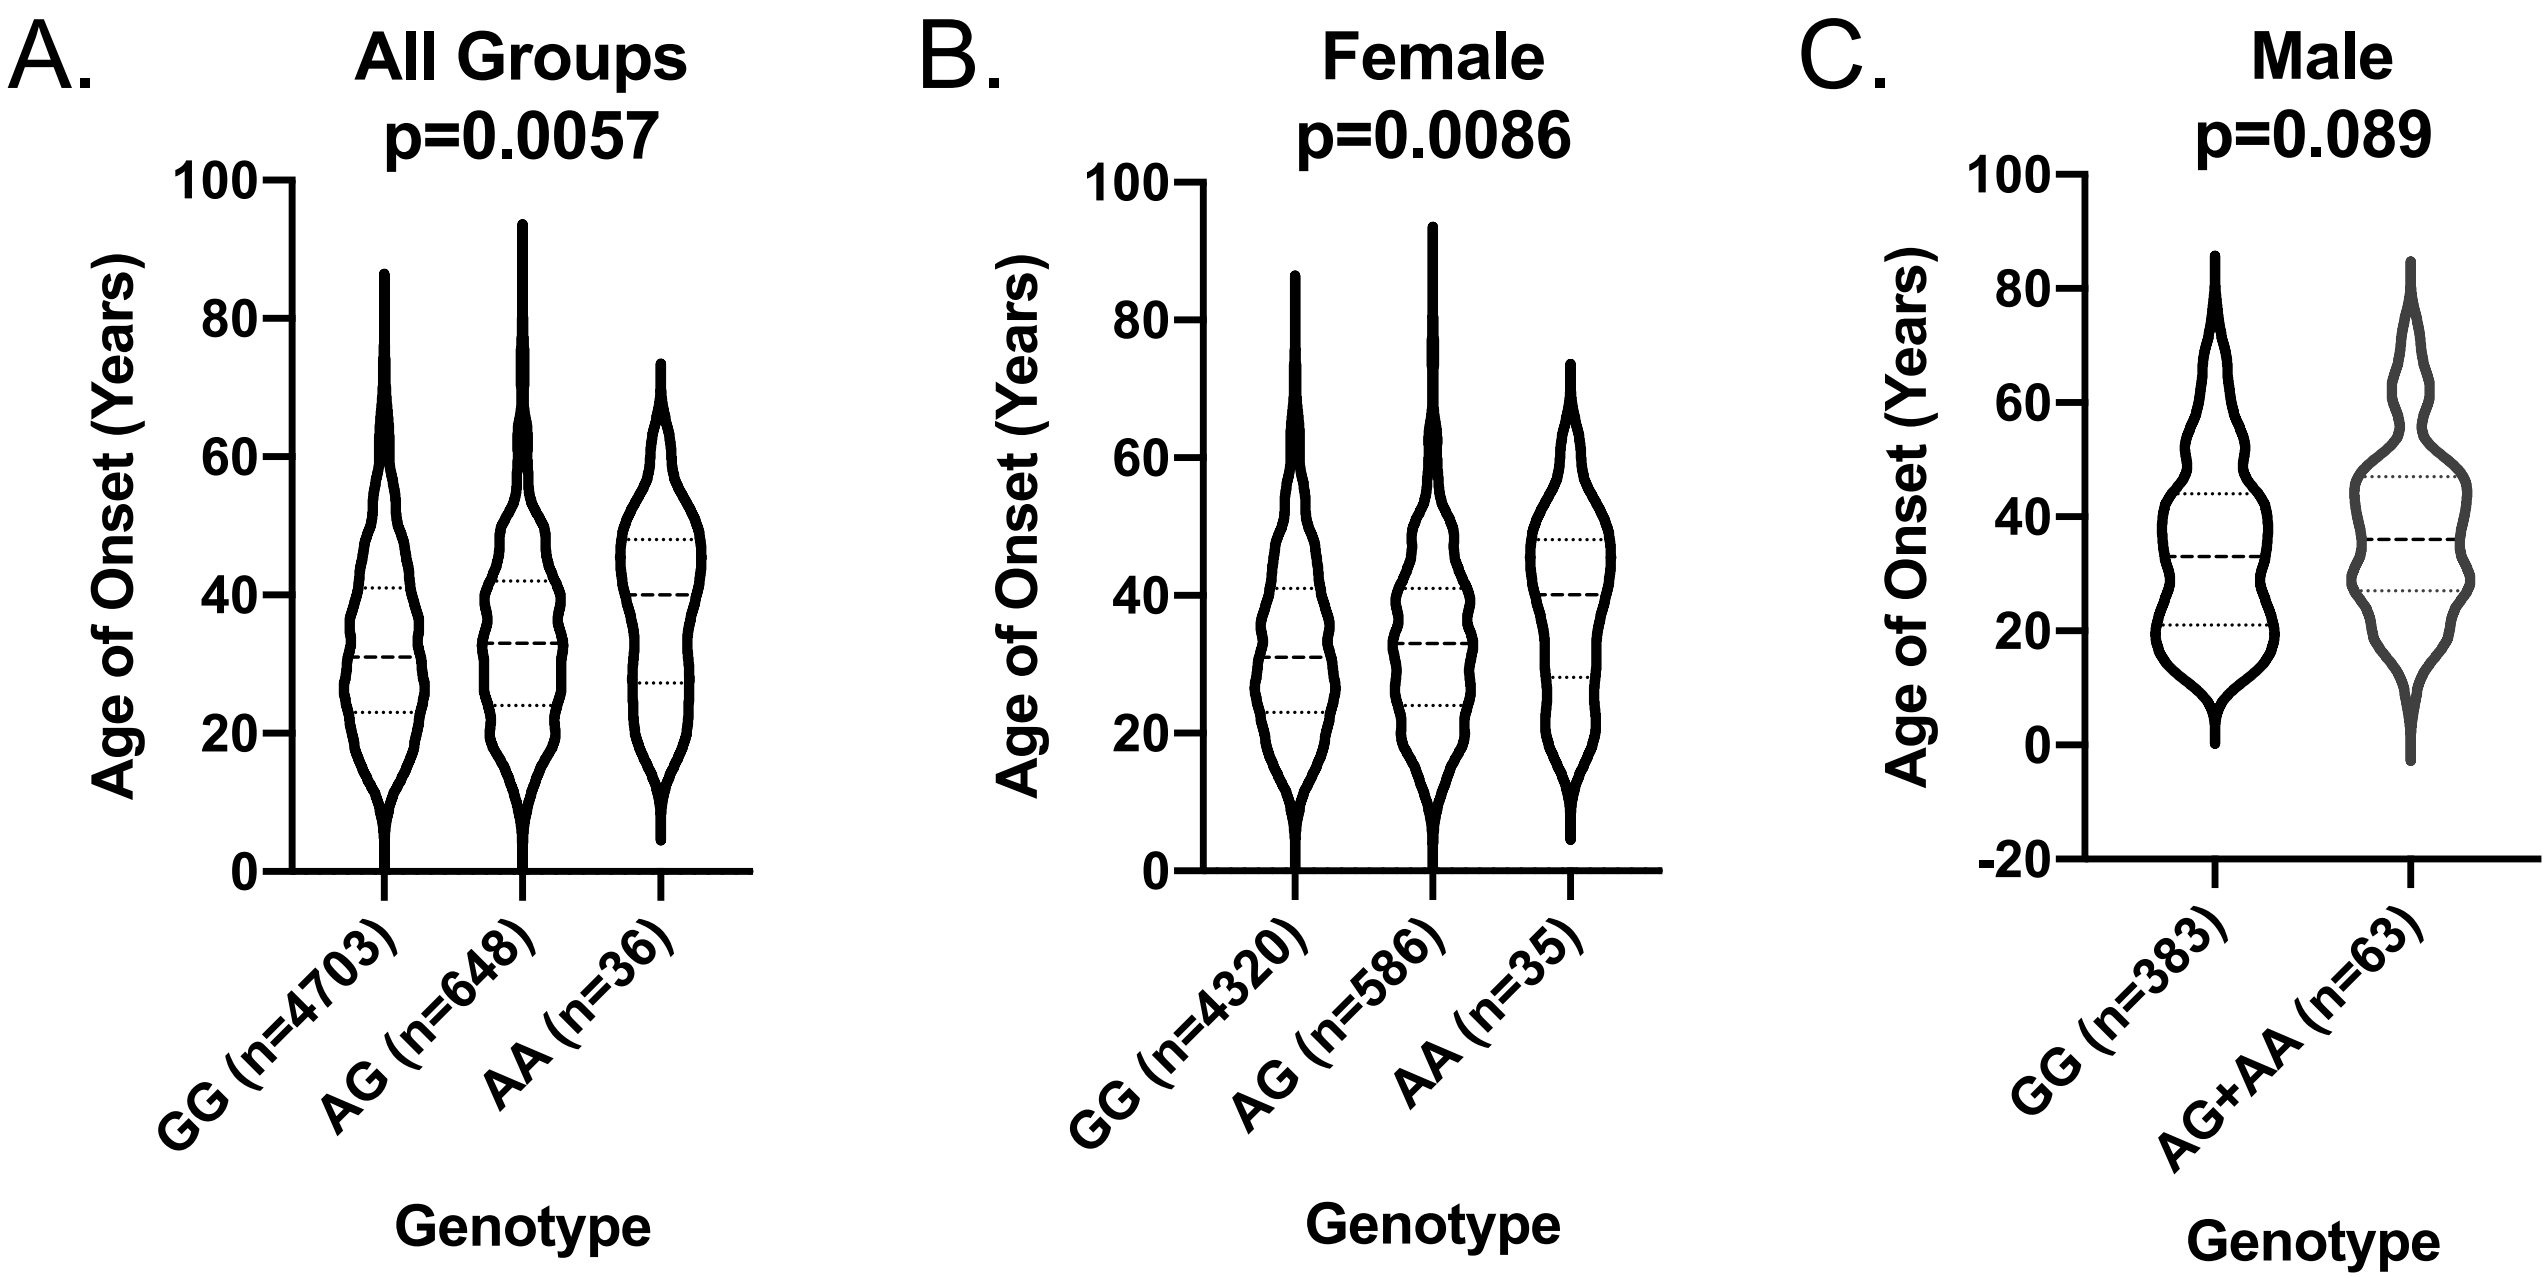 A.
All Groups
p=0.0057
100
80
60
40
20
0
Age of Onset (Years)
GG (n=4703)
AG (n=648)
AA (n=36)
Genotype
B.
Female
p=0.0086
100
80
60
40
20
0
Age of Onset (Years)
GG (n=4320)
AG (n=586)
AA (n=35)
Genotype
C.
Male
p=0.089
100
80
60
40
20
0
-20
Age of Onset (Years)
GG (n=383)
AG+AA (n=63)
Genotype